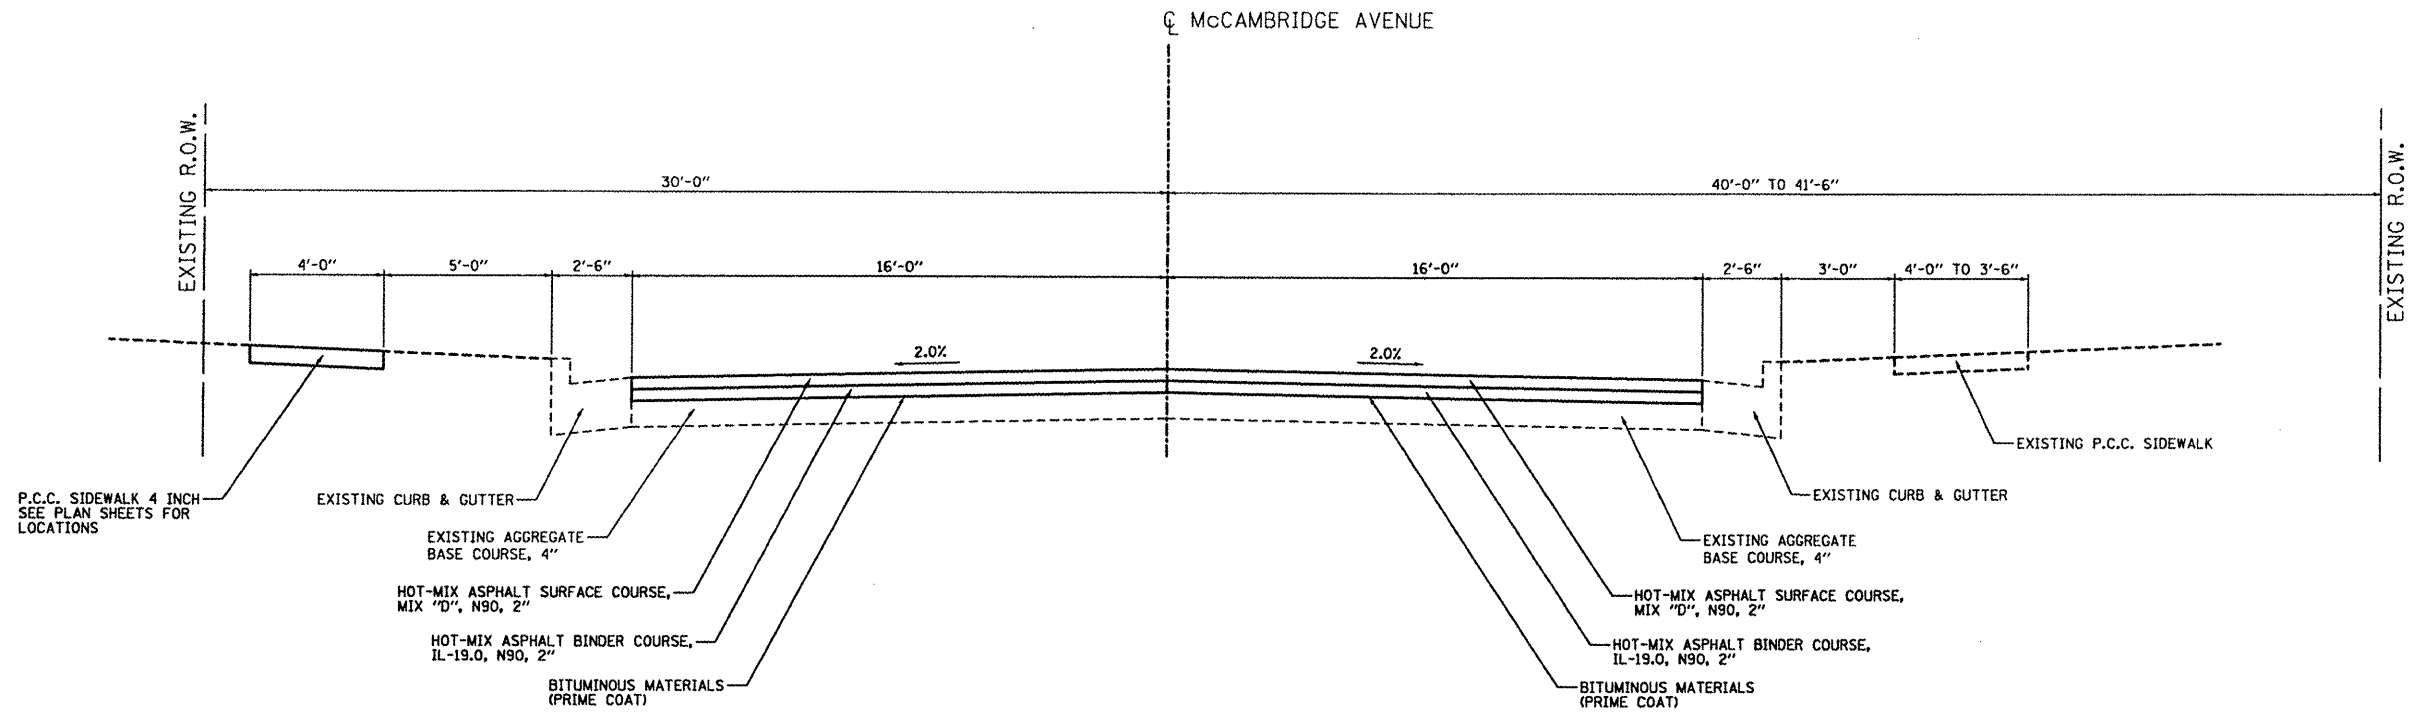 ℄ McCAMBRIDGE AVENUE
EXISTING R.O.W.
EXISTING R.O.W.
30'-0"
40'-0" TO 41'-6"
4'-0"
5'-0"
2'-6"
16'-0"
16'-0"
2'-6"
3'-0"
4'-0" TO 3'-6"
2.0%
2.0%
P.C.C. SIDEWALK 4 INCH
SEE PLAN SHEETS FOR
LOCATIONS
EXISTING CURB & GUTTER
EXISTING AGGREGATE
BASE COURSE, 4"
HOT-MIX ASPHALT SURFACE COURSE,
MIX "D", N90, 2"
HOT-MIX ASPHALT BINDER COURSE,
IL-19.0, N90, 2"
BITUMINOUS MATERIALS
(PRIME COAT)
EXISTING P.C.C. SIDEWALK
EXISTING CURB & GUTTER
EXISTING AGGREGATE
BASE COURSE, 4"
HOT-MIX ASPHALT SURFACE COURSE,
MIX "D", N90, 2"
HOT-MIX ASPHALT BINDER COURSE,
IL-19.0, N90, 2"
BITUMINOUS MATERIALS
(PRIME COAT)